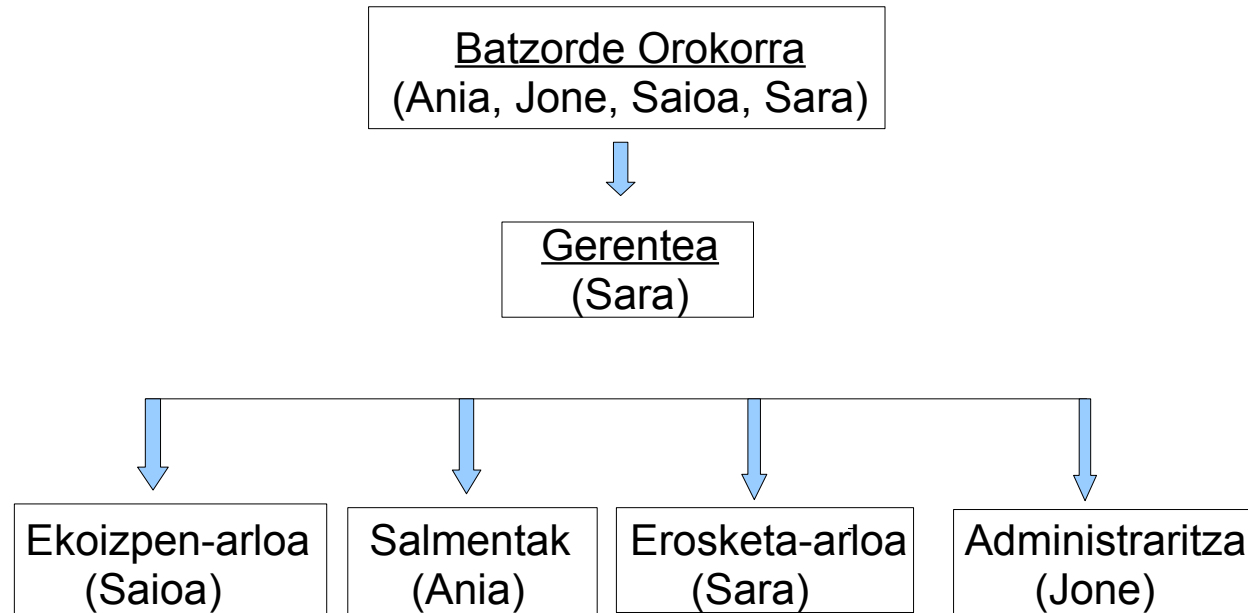 Batzorde Orokorra
(Ania, Jone, Saioa, Sara)
Gerentea
(Sara)
Ekoizpen-arloa
(Saioa)
Salmentak
(Ania)
Erosketa-arloa
(Sara)
Administraritza
(Jone)